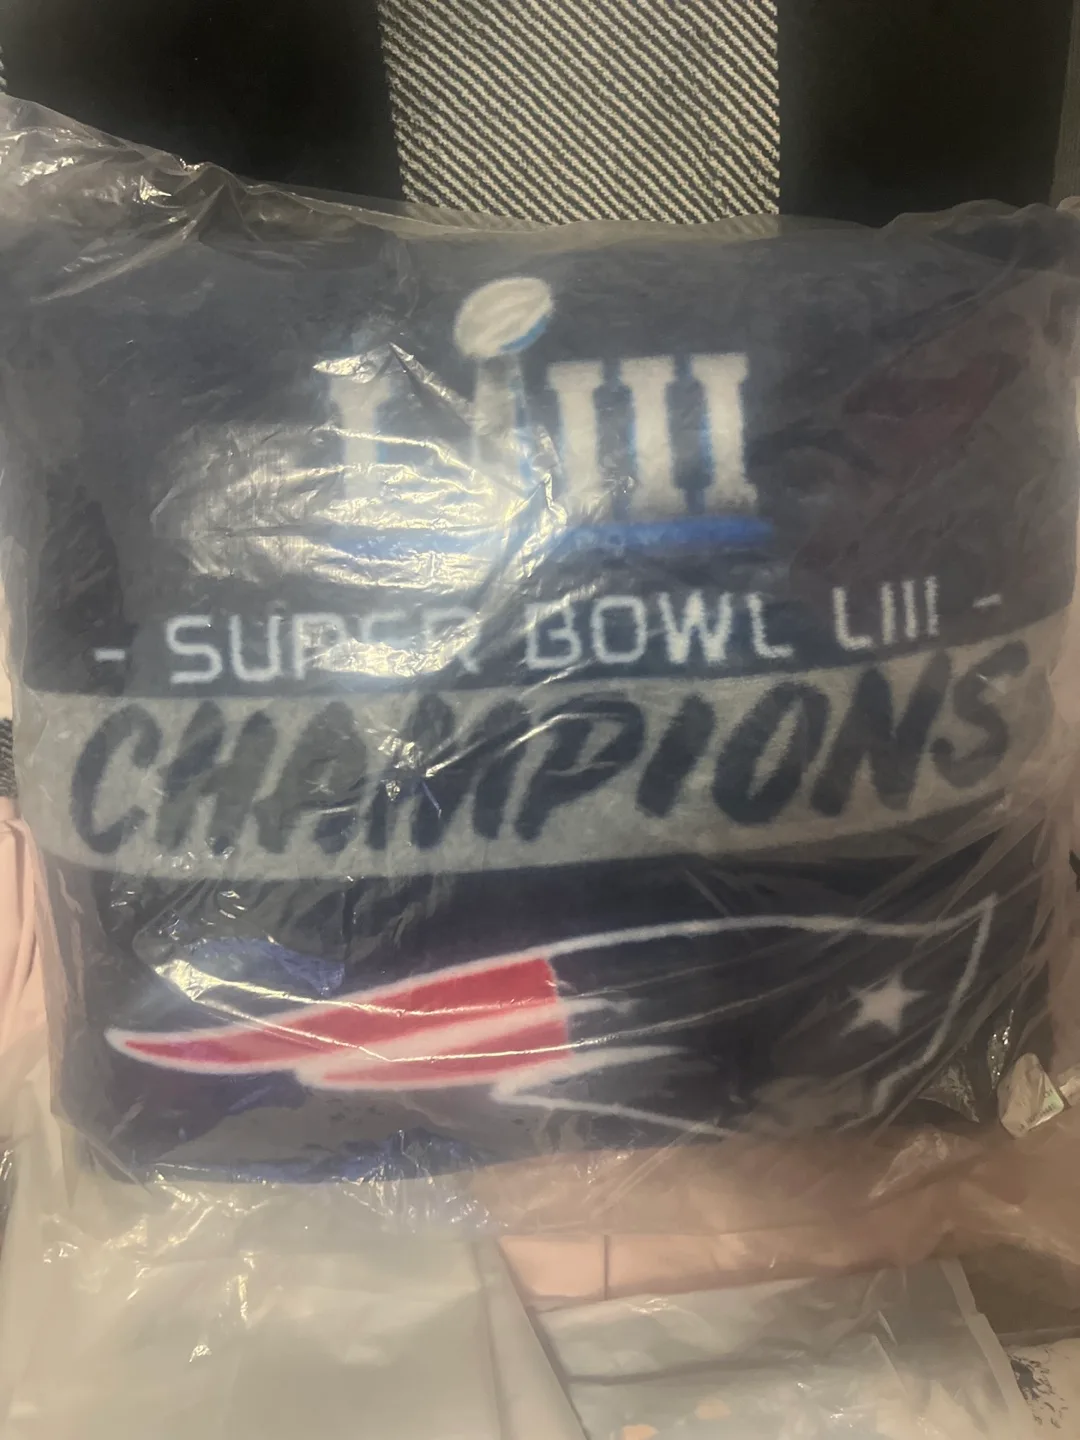 LIII
- SUPER BOWL LIII -
CHAMPIONS